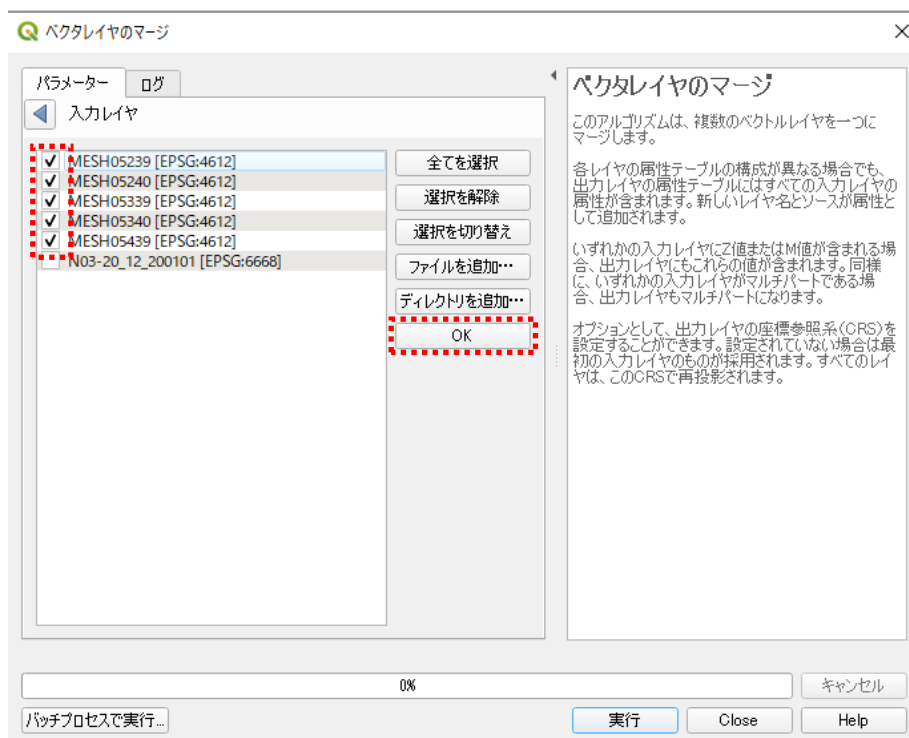 ベクタレイヤのマージ
パラメーター
ログ
入力レイヤ
MESH05239 [EPSG:4612]
MESH05240 [EPSG:4612]
MESH05339 [EPSG:4612]
MESH05340 [EPSG:4612]
MESH05439 [EPSG:4612]
N03-20_12_200101 [EPSG:6668]
全てを選択
選択を解除
選択を切り替え
ファイルを追加…
ディレクトリを追加…
OK
ベクタレイヤのマージ
このアルゴリズムは、複数のベクトルレイヤを一つに
マージします。
各レイヤの属性テーブルの構成が異なる場合でも、
出力レイヤの属性テーブルにはすべての入力レイヤの
属性が含まれます。新しいレイヤ名とソースが属性と
して追加されます。
いずれかの入力レイヤにZ値またはM値が含まれる場
合、出力レイヤにもこれらの値が含まれます。同様
に、いずれかの入力レイヤがマルチパートである場
合、出力レイヤもマルチパートになります。
オプションとして、出力レイヤの座標参照系(CRS)を
設定することができます。設定されていない場合は最
初の入力レイヤのものが採用されます。すべてのレイ
ヤは、このCRSで再投影されます。
0%
キャンセル
バッチプロセスで実行…
実行
Close
Help